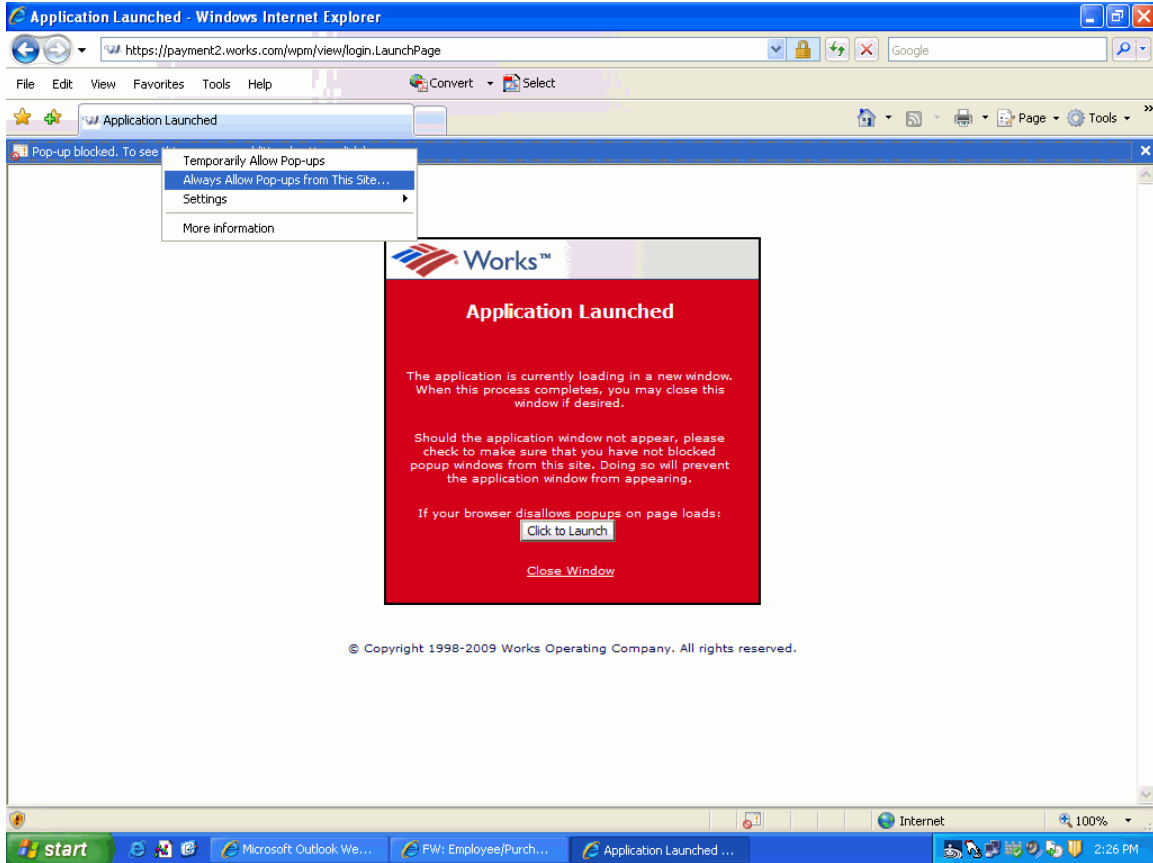 Application Launched - Windows Internet Explorer
https://payment2.works.com/wpm/view/login.LaunchPage
Google
File Edit View Favorites Tools Help
Convert Select
Application Launched
Page Tools
Pop-up blocked. To see
Temporarily Allow Pop-ups
Always Allow Pop-ups from This Site...
Settings
More information
Works™
Application Launched
The application is currently loading in a new window.
When this process completes, you may close this
window if desired.
Should the application window not appear, please
check to make sure that you have not blocked
popup windows from this site. Doing so will prevent
the application window from appearing.
If your browser disallows popups on page loads:
Click to Launch
Close Window
© Copyright 1998-2009 Works Operating Company. All rights reserved.
Internet
100%
start
Microsoft Outlook We...
FW: Employee/Purch...
Application Launched ...
2:26 PM